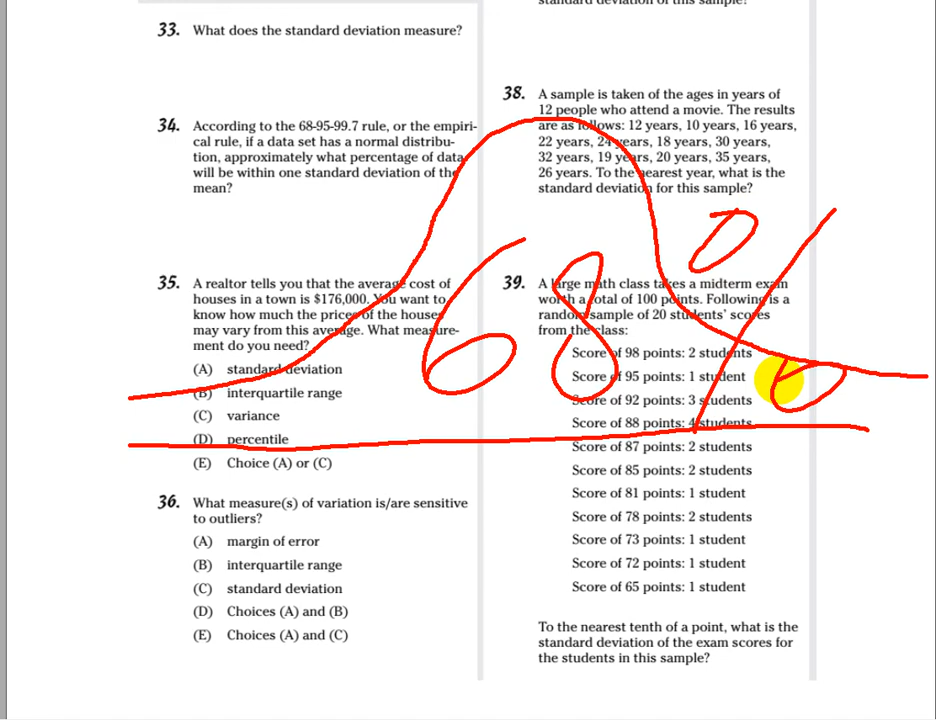 33. What does the standard deviation measure?
34. According to the 68-95-99.7 rule, or the empiri-
cal rule, if a data set has a normal distribu-
tion, approximately what percentage of data
will be within one standard deviation of the
mean?
35. A realtor tells you that the average cost of
houses in a town is $176,000. You want to
know how much the prices of the houses
may vary from this average. What measure-
ment do you need?
(A) standard deviation
(B) interquartile range
(C) variance
(D) percentile
(E) Choice (A) or (C)
36. What measure(s) of variation is/are sensitive
to outliers?
(A) margin of error
(B) interquartile range
(C) standard deviation
(D) Choices (A) and (B)
(E) Choices (A) and (C)
standard deviation of this sample?
38. A sample is taken of the ages in years of
12 people who attend a movie. The results
are as follows: 12 years, 10 years, 16 years,
22 years, 24 years, 18 years, 30 years,
32 years, 19 years, 20 years, 35 years,
26 years. To the nearest year, what is the
standard deviation for this sample?
39. A large math class takes a midterm exam
worth a total of 100 points. Following is a
random sample of 20 students' scores
from the class:
Score of 98 points: 2 students
Score of 95 points: 1 student
Score of 92 points: 3 students
Score of 88 points: 4 students
Score of 87 points: 2 students
Score of 85 points: 2 students
Score of 81 points: 1 student
Score of 78 points: 2 students
Score of 73 points: 1 student
Score of 72 points: 1 student
Score of 65 points: 1 student
To the nearest tenth of a point, what is the
standard deviation of the exam scores for
the students in this sample?
68%